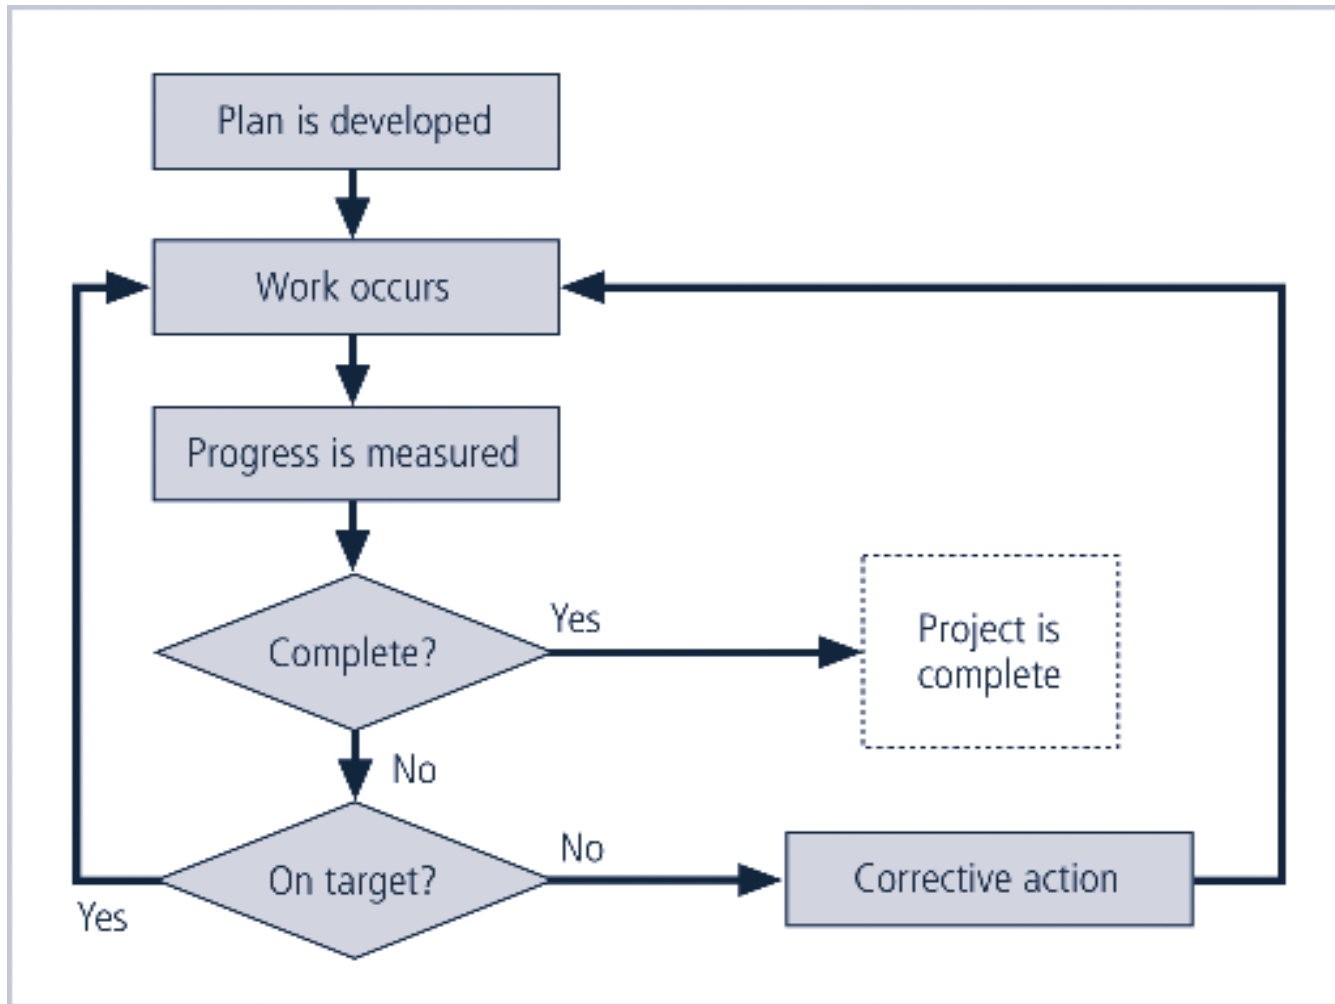 Plan is developed
Work occurs
Progress is measured
Complete?
Yes
Project is
complete
No
On target?
No
Corrective action
Yes